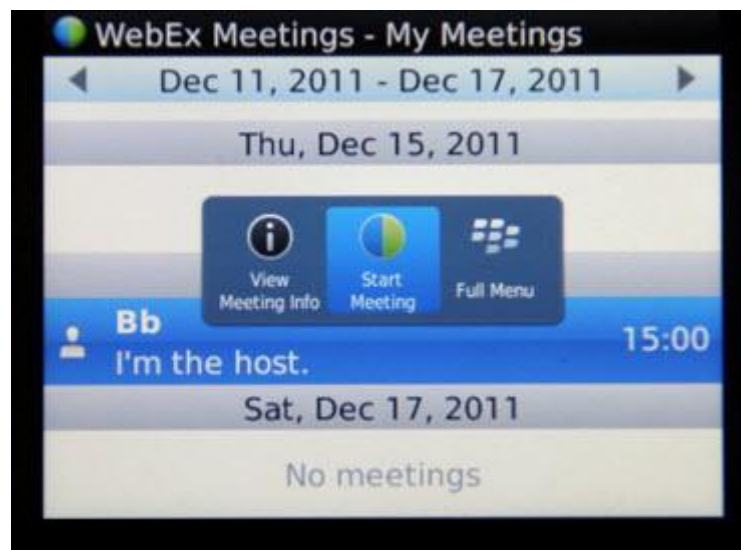 WebEx Meetings - My Meetings
Dec 11, 2011 - Dec 17, 2011
Thu, Dec 15, 2011
View
Meeting Info
Start
Meeting
Full Menu
Bb
15:00
I'm the host.
Sat, Dec 17, 2011
No meetings